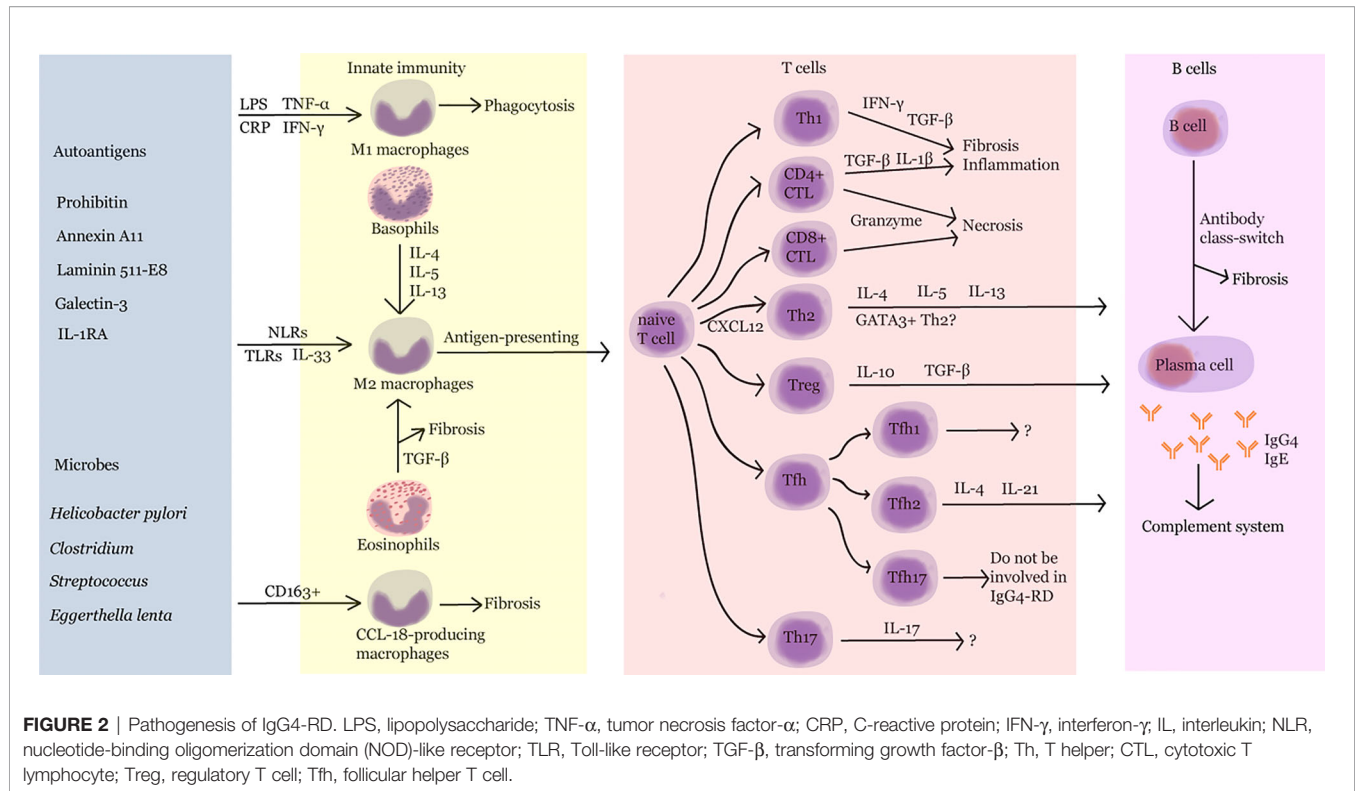 Autoantigens
Prohibitin
Annexin A11
Laminin 511-E8
Galectin-3
IL-1RA
Microbes
Helicobacter pylori
Clostridium
Streptococcus
Eggerthella lenta
LPS TNF-α
CRP IFN-γ
NLRs
TLRs IL-33
CD163+
Innate immunity
Phagocytosis
M1 macrophages
Basophils
IL-4
IL-5
IL-13
Antigen-presenting
M2 macrophages
Fibrosis
TGF-β
Eosinophils
Fibrosis
CCL-18-producing
macrophages
T cells
naive
T cell
CXCL12
Th1
IFN-γ
TGF-β
Fibrosis
Inflammation
CD4+
CTL
TGF-β IL-1β
Granzyme
Necrosis
CD8+
CTL
Th2
IL-4 IL-5 IL-13
GATA3+ Th2?
Treg
IL-10 TGF-β
Tfh
Tfh1
?
Tfh2
IL-4 IL-21
Tfh17
Do not be
involved in
IgG4-RD
Th17
IL-17
?
B cells
B cell
Antibody
class-switch
Fibrosis
Plasma cell
IgG4
IgE
Complement system
FIGURE 2 | Pathogenesis of IgG4-RD. LPS, lipopolysaccharide; TNF-α, tumor necrosis factor-α; CRP, C-reactive protein; IFN-γ, interferon-γ; IL, interleukin; NLR,
nucleotide-binding oligomerization domain (NOD)-like receptor; TLR, Toll-like receptor; TGF-β, transforming growth factor-β; Th, T helper; CTL, cytotoxic T
lymphocyte; Treg, regulatory T cell; Tfh, follicular helper T cell.